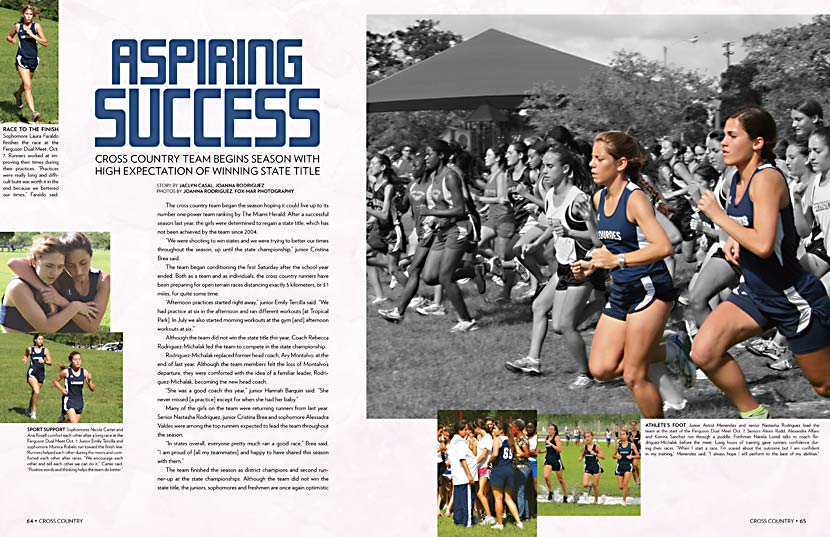 RACE TO THE FINISH
Sophomore Laura Faraldo
finishes the race at the
Ferguson Dual Meet, Oct.
7. Runners worked at im-
proving their times during
their practices. "Practices
were really long and diffi-
cult but it was worth it in the
end because we bettered
our times," Faraldo said.
ASPIRING
SUCCESS
CROSS COUNTRY TEAM BEGINS SEASON WITH
HIGH EXPECTATION OF WINNING STATE TITLE
STORY BY JACLYN CASAL, JOANNA RODRIGUEZ
PHOTOS BY JOANNA RODRIGUEZ, FOX-MAR PHOTOGRAPHY
The cross country team began the season hoping it could live up to its
number one power team ranking by The Miami Herald. After a successful
season last year, the girls were determined to regain a state title, which has
not been achieved by the team since 2004.
"We were shooting to win states and we were trying to better our times
throughout the season, up until the state championship," junior Cristina
Brea said.
The team began conditioning the first Saturday after the school year
ended. Both as a team and as individuals, the cross country runners have
been preparing for open terrain races distancing exactly 5 kilometers, or 3.1
miles, for quite some time.
"Afternoon practices started right away," junior Emily Tercilla said. "We
had practice at six in the afternoon and ran different workouts [at Tropical
Park]. In July we also started morning workouts at the gym [and] afternoon
workouts at six."
Although the team did not win the state title this year, Coach Rebecca
Rodriguez-Michalak led the team to compete in the state championship.
Rodriguez-Michalak replaced former head coach, Ary Montalvo, at the
end of last year. Although the team members felt the loss of Montalvo's
departure, they were comforted with the idea of a familiar leader, Rodri-
guez-Michalak, becoming the new head coach.
"She was a good coach this year," junior Hannah Barquin said. "She
never missed [a practice] except for when she had her baby."
Many of the girls on the team were returning runners from last year.
Senior Nastasha Rodriguez, junior Cristina Brea and sophomore Alessadra
Valdes were among the top runners expected to lead the team throughout
the season.
"In states overall, everyone pretty much ran a good race," Brea said.
"I am proud of [all my teammates] and happy to have shared this season
with them."
The team finished the season as district champions and second run-
ner-up at the state championships. Although the team did not win the
state title, the juniors, sophomores and freshmen are once again optimistic
SPORT SUPPORT Sophomores Nicole Carter and
Ana Rosell comfort each other after a long race at the
Ferguson Dual Meet Oct. 7. Junior Emily Tercilla and
sophomore Monica Robelo run toward the finish line.
Runners helped each other during the meets and com-
forted each other after races. "We encourage each
other and tell each other we can do it," Carter said.
"Positive words and thinking helps the team do better."
LOURDES
ATHLETE'S FOOT Junior Astrid Menendez and senior Nastasha Rodriguez lead the
team at the start of the Ferguson Dual Meet Oct. 7. Seniors Alexis Rudd, Alexandra Alfaro
and Katrina Sanchez run through a puddle. Freshman Natalie Lostal talks to coach Ro-
driguez-Michalak before the meet. Long hours of training gave runners confidence dur-
ing their races. "When I start a race, I'm scared about the outcome but I am confident
in my training," Menendez said. "I always hope I will perform to the best of my abilities."
64 • CROSS COUNTRY
CROSS COUNTRY • 65